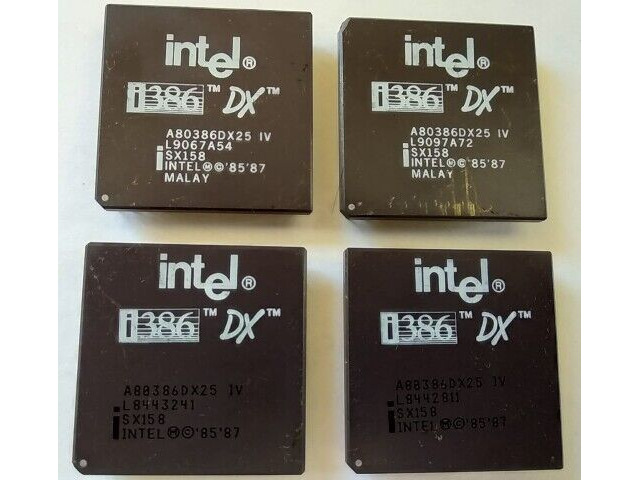 intel®
i386™ DX™
A80386DX25 IV
L9067A54
i SX158
INTEL Ⓜ©'85'87
MALAY
intel®
i386™ DX™
A80386DX25 IV
L9097A72
i SX158
INTEL Ⓜ©'85'87
MALAY
intel®
i386™ DX™
A80386DX25 IV
L8443241
i SX158
INTEL Ⓜ©'85'87
intel®
i386™ DX™
A80386DX25 IV
L8442811
i SX158
INTEL Ⓜ©'85'87